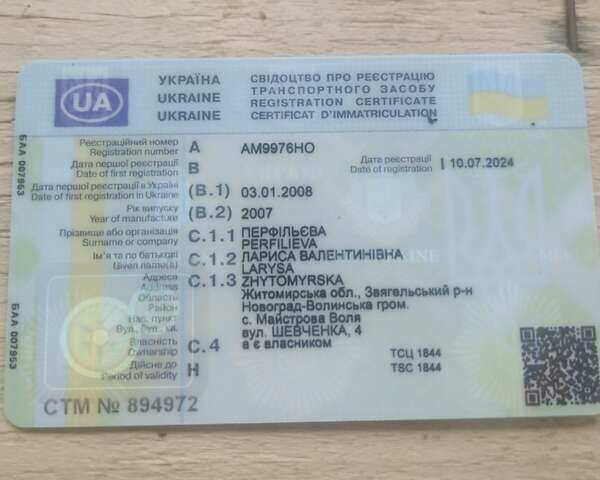 UA
УКРАЇНА
UKRAINE
UKRAINE
СВІДОЦТВО ПРО РЕЄСТРАЦІЮ
ТРАНСПОРТНОГО ЗАСОБУ
REGISTRATION CERTIFICATE
CERTIFICAT D'IMMATRICULATION
БАА 007953
Реєстраційний номер
Registration number
A AM9976HO
Дата першої реєстрації
Date of first registration
B
Дата реєстрації
Date of registration
I 10.07.2024
Дата першої реєстрації в Україні
Date of first registration in Ukraine
(B.1) 03.01.2008
Рік випуску
Year of manufacture
(B.2) 2007
Прізвище або організація
Surname or company
C.1.1 ПЕРФІЛЬЄВА
PERFILIEVA
Ім'я та по батькові
Given name(s)
C.1.2 ЛАРИСА ВАЛЕНТИНІВНА
LARYSA
Адреса
Address
C.1.3 ZHYTOMYRSKA
Область
Житомирська обл., Звягельський р-н
Район
Новоград-Волинська гром.
Нас. пункт
с. Майстрова Воля
вул. ШЕВЧЕНКА, 4
Власність
Ownership
C.4 а є власником
Дійсне до
Period of validity
H
ТСЦ 1844
TSC 1844
БАА 007953
СТМ № 894972